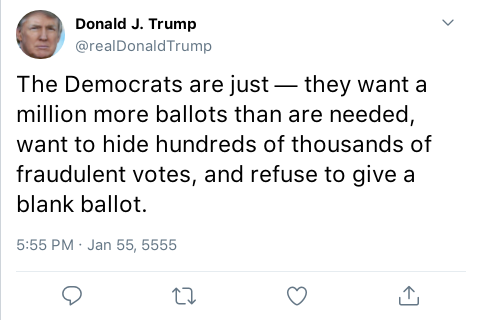 Donald J. Trump
@realDonaldTrump
The Democrats are just — they want a
million more ballots than are needed,
want to hide hundreds of thousands of
fraudulent votes, and refuse to give a
blank ballot.
5:55 PM · Jan 55, 5555